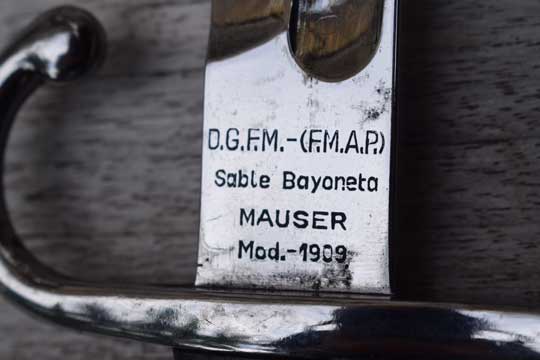 D.G.F.M.-(F.M.A.P.)
Sable Bayoneta
MAUSER
Mod.-1909